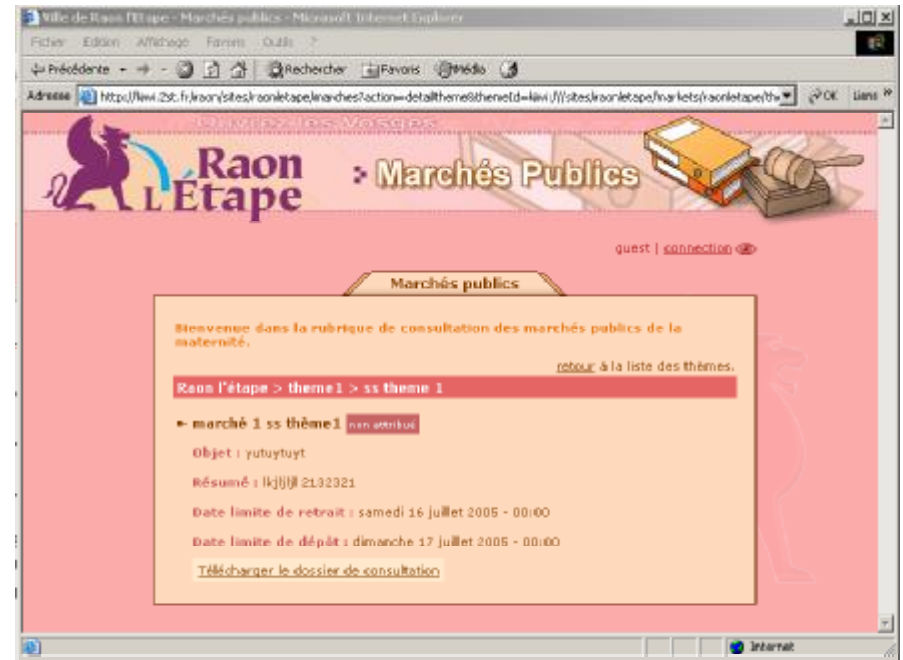 Ville de Raon l'Etape - Marchés publics - Microsoft Internet Explorer
Fichier Edition Affichage Favoris Outils ?
Précédente Rechercher Favoris Média
Adresse OK Liens »
Ouvrez les Vosges
Raon
L'Étape
Marchés Publics
guest | connection
Marchés publics
Bienvenue dans la rubrique de consultation des marchés publics de la
maternité.
retour à la liste des thèmes.
Raon l'étape > theme1 > ss theme 1
marché 1 ss thème1 non attribué
Objet : yutuytuyt
Résumé : 2132321
Date limite de retrait : samedi 16 juillet 2005 - 00:00
Date limite de dépôt : dimanche 17 juillet 2005 - 00:00
Télécharger le dossier de consultation
Internet